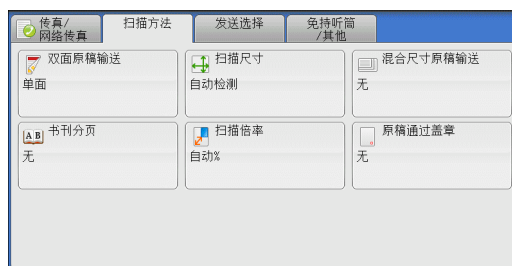 传真/
网络传真
扫描方法
发送选择
免持听筒
/其他
双面原稿输送
单面
扫描尺寸
自动检测
混合尺寸原稿输送
无
A B
书刊分页
无
扫描倍率
自动%
原稿通过盖章
无